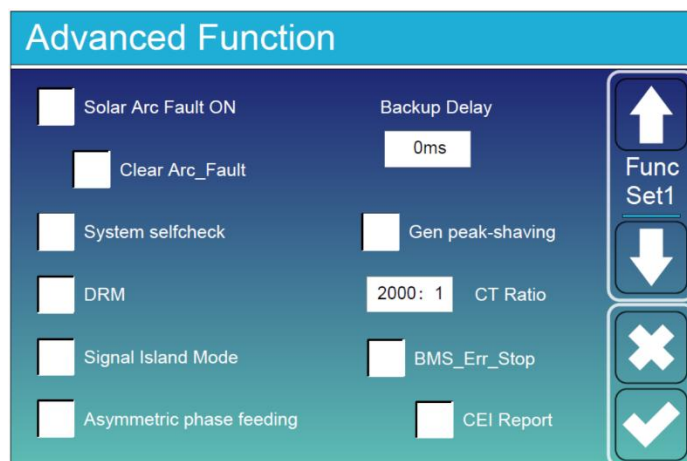 Advanced Function
Solar Arc Fault ON
Backup Delay
0ms
Clear Arc_Fault
Func
Set1
System selfcheck
Gen peak-shaving
DRM
2000: 1 CT Ratio
Signal Island Mode
BMS_Err_Stop
Asymmetric phase feeding
CEI Report